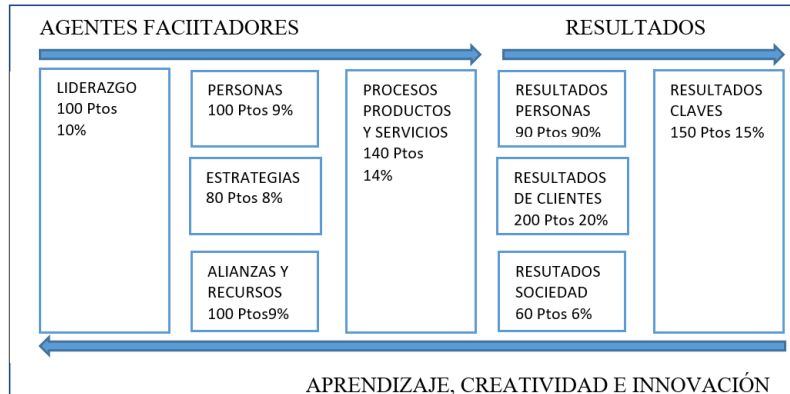 AGENTES FACIITADORES
RESULTADOS
LIDERAZGO
100 Ptos
10%
PERSONAS
100 Ptos 9%
ESTRATEGIAS
80 Ptos 8%
ALIANZAS Y
RECURSOS
100 Ptos9%
PROCESOS
PRODUCTOS
Y SERVICIOS
140 Ptos
14%
RESULTADOS
PERSONAS
90 Ptos 90%
RESULTADOS
DE CLIENTES
200 Ptos 20%
RESUTADOS
SOCIEDAD
60 Ptos 6%
RESULTADOS
CLAVES
150 Ptos 15%
APRENDIZAJE, CREATIVIDAD E INNOVACIÓN